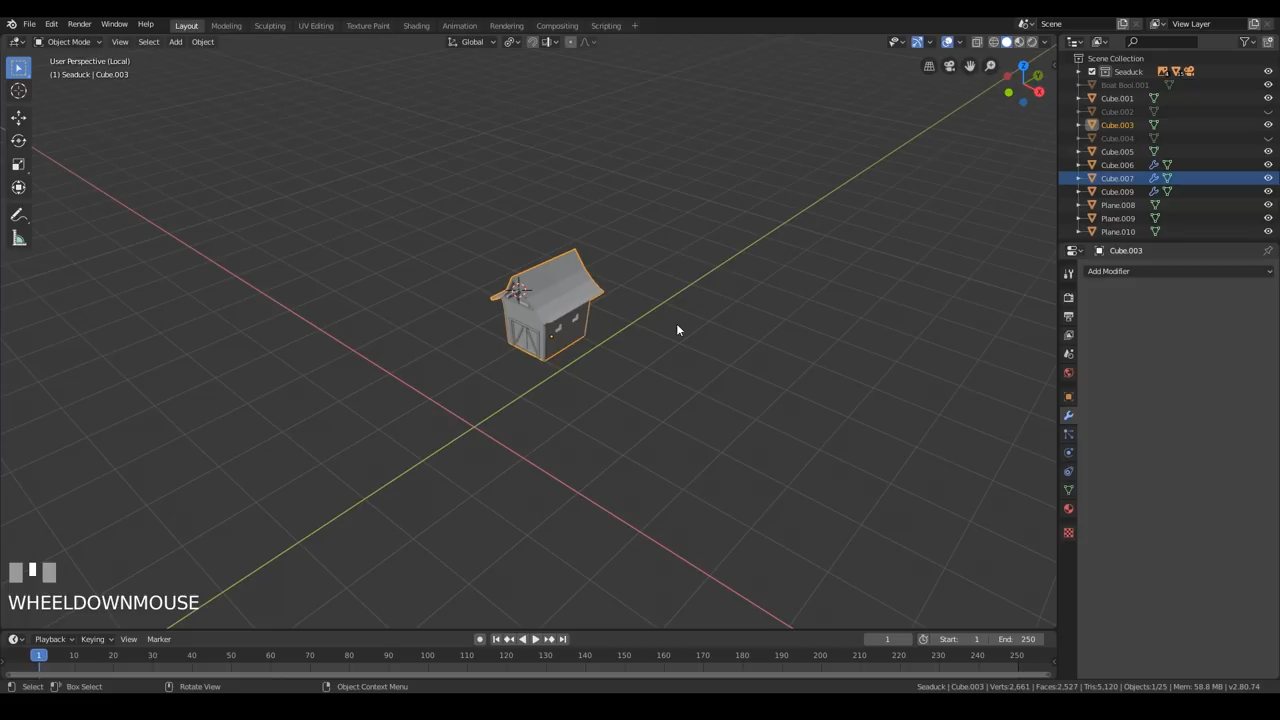 File Edit Render Window Help Layout Modeling Sculpting UV Editing Texture Paint Shading Animation Rendering Compositing Scripting + Scene View Layer
Object Mode View Select Add Object Global
User Perspective (Local)
(1) Seaduck | Cube.003
Z
Y
X
Scene Collection
Seaduck
Boat Bool.001
Cube.001
Cube.002
Cube.003
Cube.004
Cube.005
Cube.006
Cube.007
Cube.009
Plane.008
Plane.009
Plane.010
Cube.003
Add Modifier
WHEELDOWNMOUSE
Playback Keying View Marker 1 Start: 1 End: 250
1 10 20 30 40 50 60 70 80 90 100 110 120 130 140 150 160 170 180 190 200 210 220 230 240 250
Select Box Select Rotate View Object Context Menu Seaduck | Cube.003 | Verts:2,661 | Faces:2,527 | Tris:5,120 | Objects:1/25 | Mem: 58.8 MB | v2.80.74